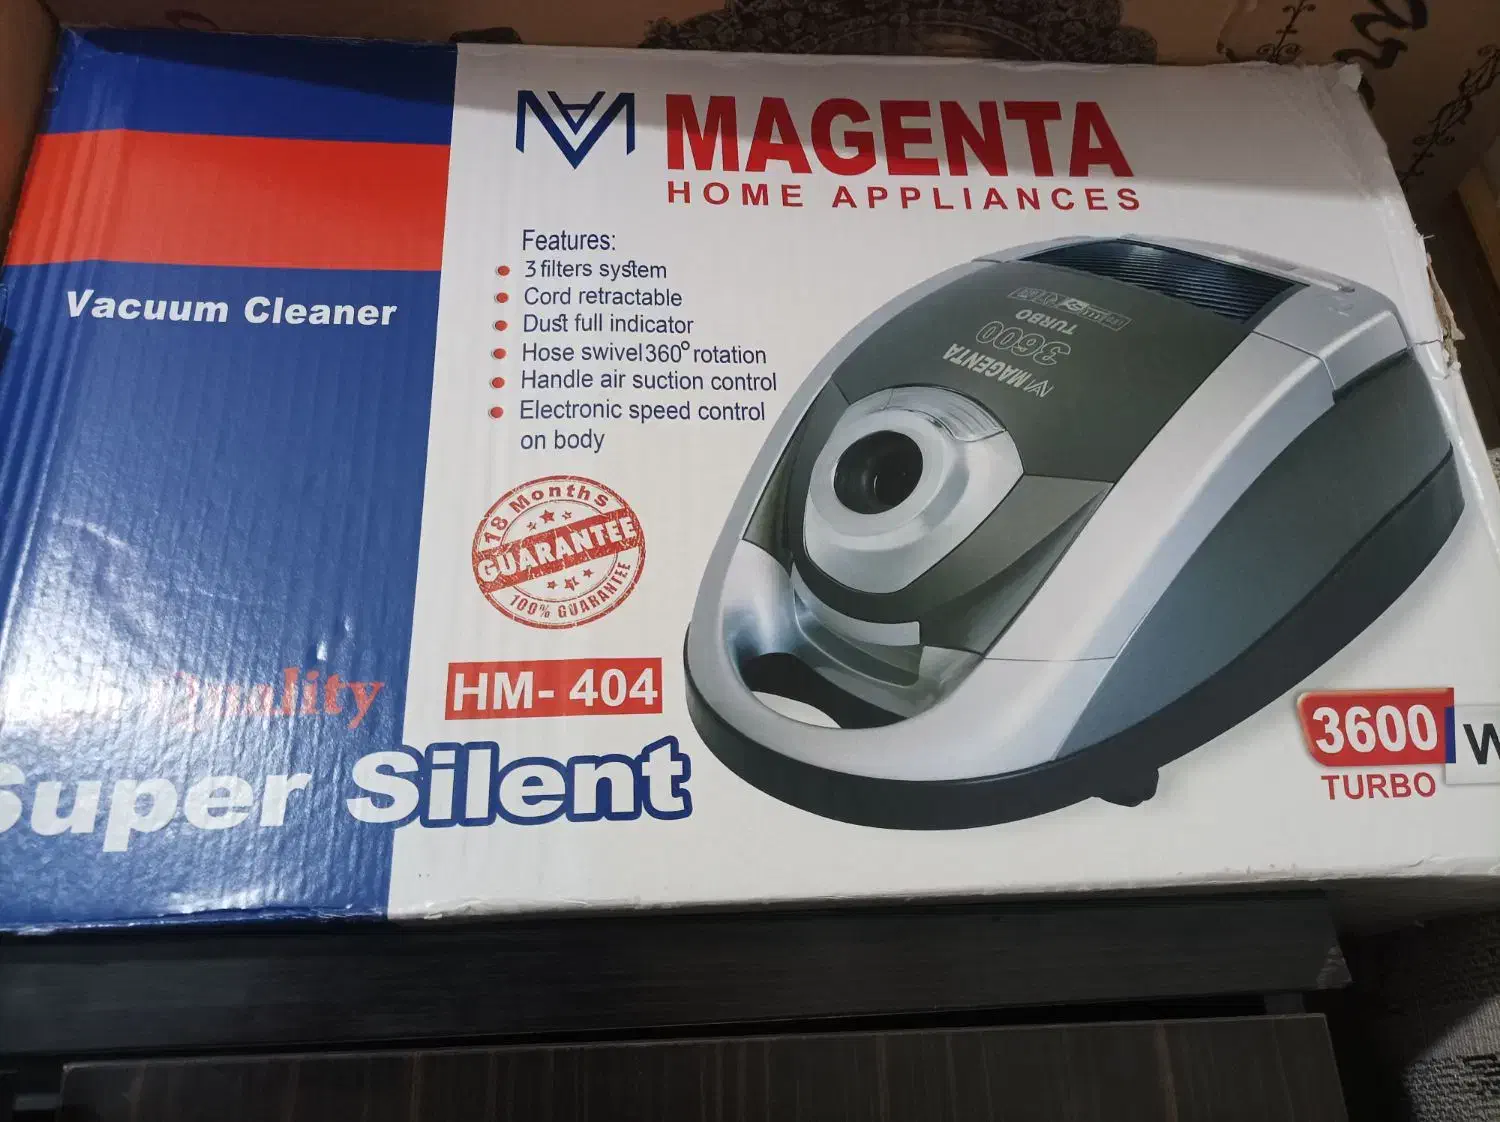 MAGENTA
HOME APPLIANCES
Features:
3 filters system
Cord retractable
Dust full indicator
Hose swivel 360° rotation
Handle air suction control
Electronic speed control
on body
Vacuum Cleaner
18 Months
GUARANTEE
100% GUARANTEE
HM- 404
Quality
Super Silent
MAGENTA
3600
TURBO
3600 W
TURBO